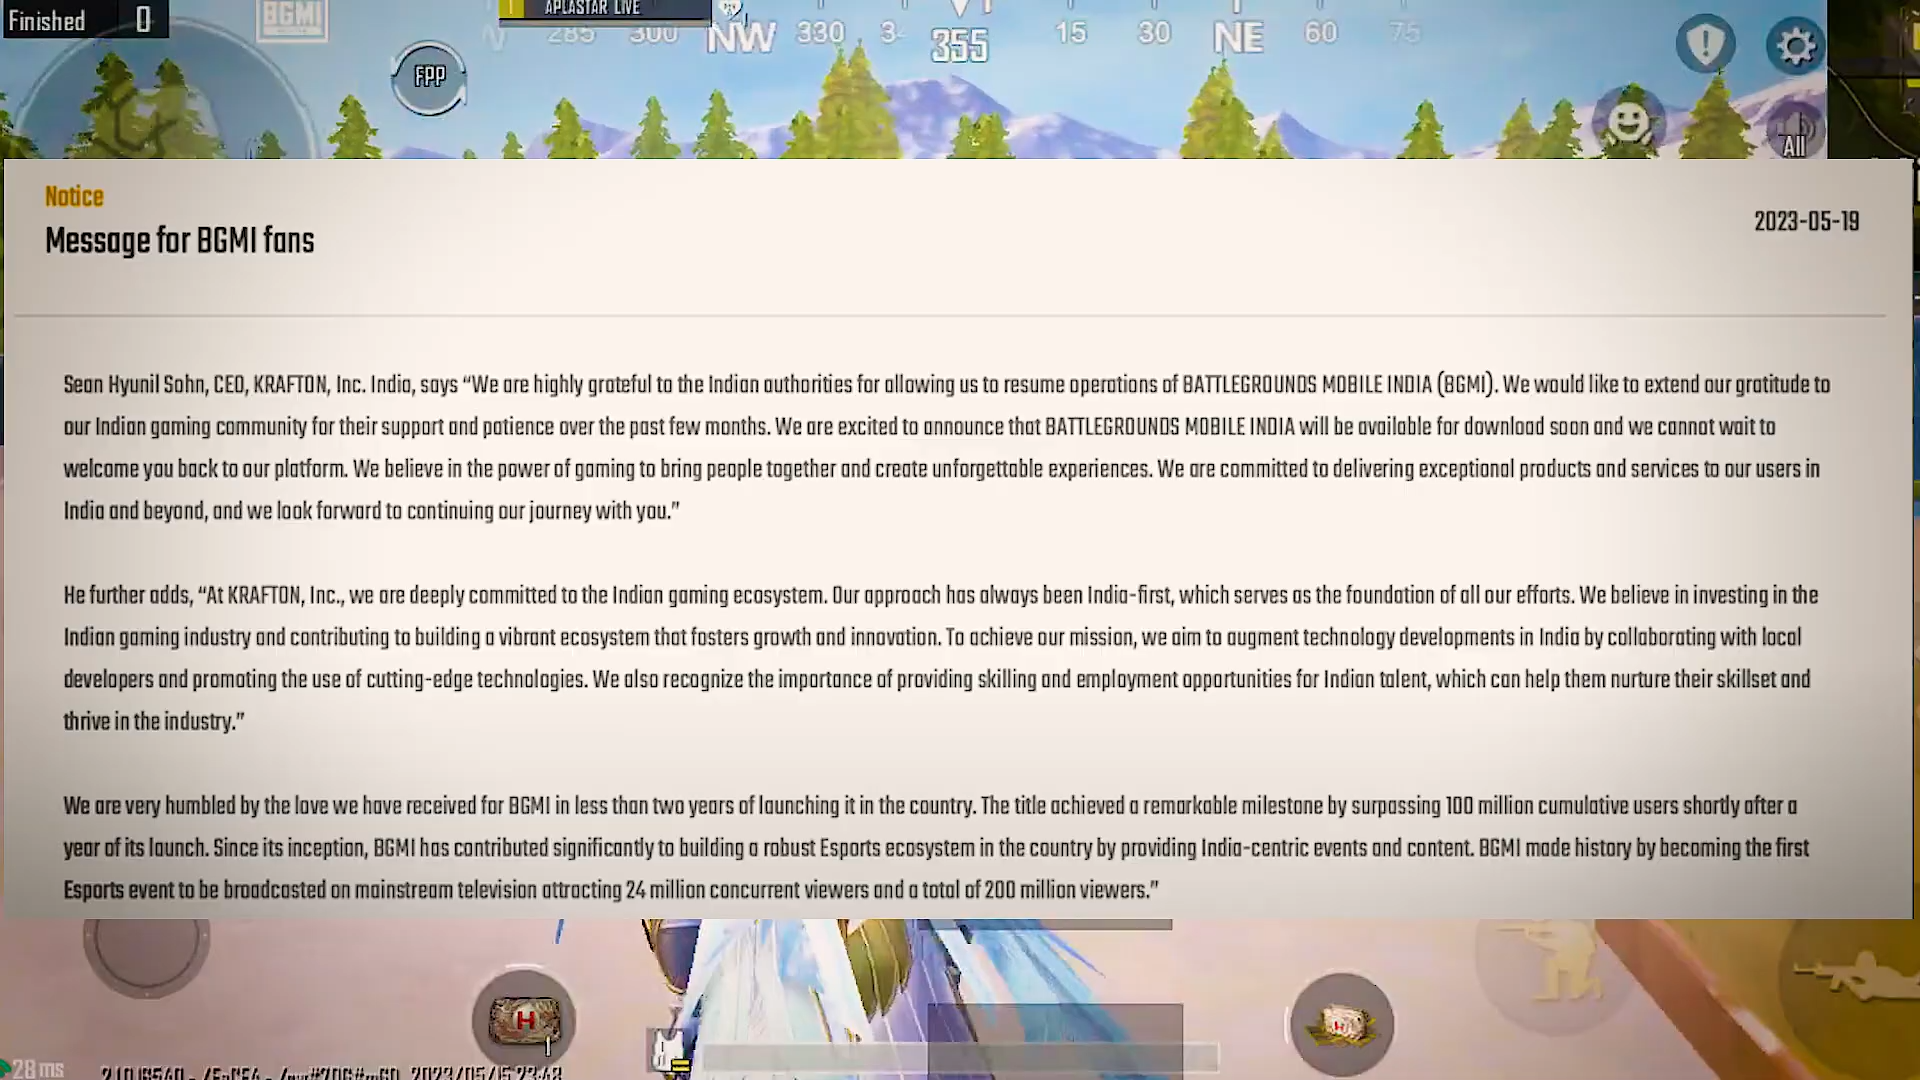 Finished 0
BGMI
APLASTAR LIVE
285 300 NW 330 355 15 30 NE 60 75
FPP
All
Notice
Message for BGMI fans
2023-05-19
Sean Hyunil Sohn, CEO, KRAFTON, Inc. India, says “We are highly grateful to the Indian authorities for allowing us to resume operations of BATTLEGROUNDS MOBILE INDIA (BGMI). We would like to extend our gratitude to
our Indian gaming community for their support and patience over the past few months. We are excited to announce that BATTLEGROUNDS MOBILE INDIA will be available for download soon and we cannot wait to
welcome you back to our platform. We believe in the power of gaming to bring people together and create unforgettable experiences. We are committed to delivering exceptional products and services to our users in
India and beyond, and we look forward to continuing our journey with you.”
He further adds, “At KRAFTON, Inc., we are deeply committed to the Indian gaming ecosystem. Our approach has always been India-first, which serves as the foundation of all our efforts. We believe in investing in the
Indian gaming industry and contributing to building a vibrant ecosystem that fosters growth and innovation. To achieve our mission, we aim to augment technology developments in India by collaborating with local
developers and promoting the use of cutting-edge technologies. We also recognize the importance of providing skilling and employment opportunities for Indian talent, which can help them nurture their skillset and
thrive in the industry.”
We are very humbled by the love we have received for BGMI in less than two years of launching it in the country. The title achieved a remarkable milestone by surpassing 100 million cumulative users shortly after a
year of its launch. Since its inception, BGMI has contributed significantly to building a robust Esports ecosystem in the country by providing India-centric events and content. BGMI made history by becoming the first
Esports event to be broadcasted on mainstream television attracting 24 million concurrent viewers and a total of 200 million viewers.”
H
H
1
28 ms